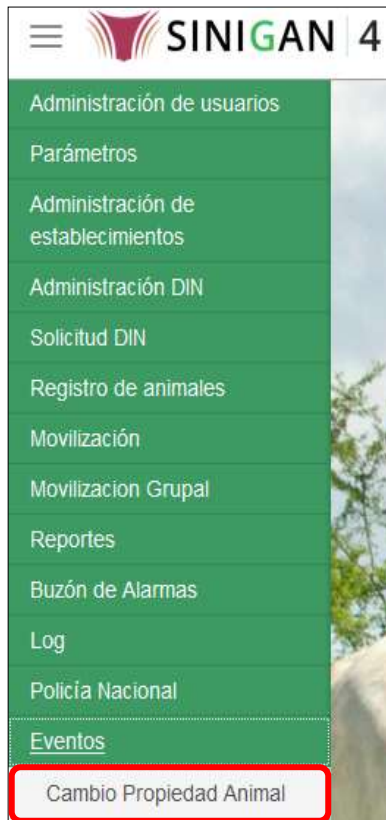 SINIGAN 4
Administración de usuarios
Parámetros
Administración de
establecimientos
Administración DIN
Solicitud DIN
Registro de animales
Movilización
Movilizacion Grupal
Reportes
Buzón de Alarmas
Log
Policía Nacional
Eventos
Cambio Propiedad Animal